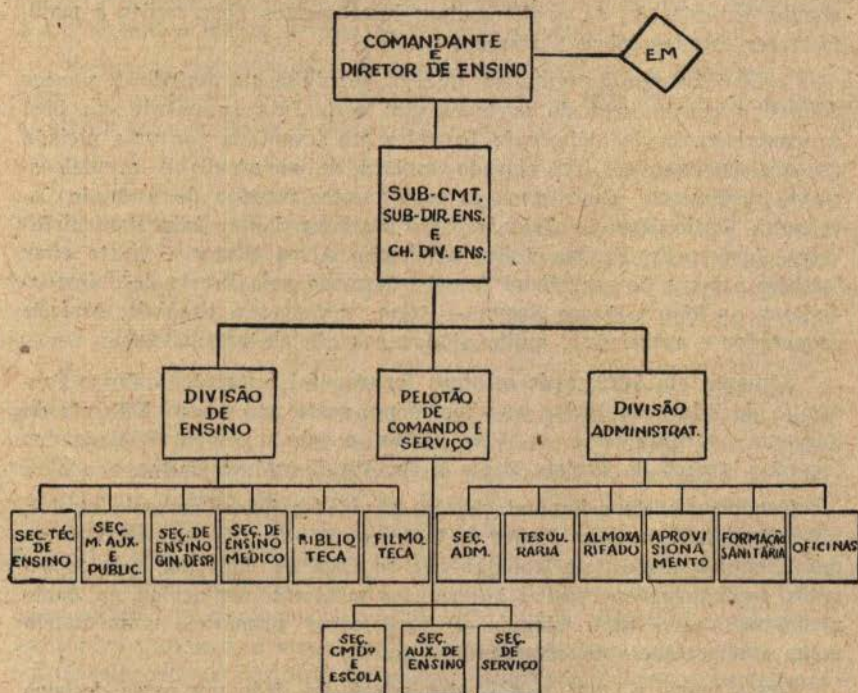 COMANDANTE
E
DIRETOR DE ENSINO
E.M
SUB-CMT.
SUB-DIR. ENS.
E
CH. DIV. ENS.
DIVISÃO
DE
ENSINO
PELOTÃO
DE
COMANDO E
SERVIÇO
DIVISÃO
ADMINISTRAT.
SEC. TÉC.
DE
ENSINO
SEÇ.
M. AUX.
E
PUBLIC.
SEÇ. DE
ENSINO
GIN. DESP.
SEÇ. DE
ENSINO
MÉDICO
BIBLIO
TECA
FILMO.
TECA
SEÇ.
ADM.
TESOU.
RARIA
ALMOXA
RIFADO
APROVI
SIONA
MENTO
FORMAÇÃO
SANITÁRIA
OFICINAS
SEÇ.
CMDº
E
ESCOLA
SEÇ.
AUX. DE
ENSINO
SEÇ.
DE
SERVIÇO